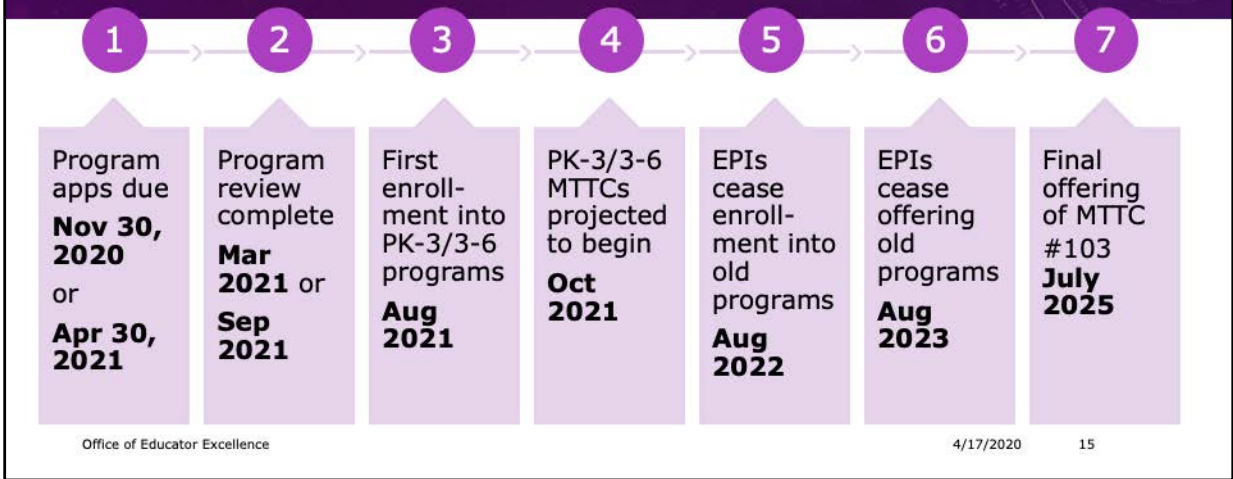 1
2
3
4
5
6
7
Program
apps due
Nov 30,
2020
or
Apr 30,
2021
Program
review
complete
Mar
2021 or
Sep
2021
First
enroll-
ment into
PK-3/3-6
programs
Aug
2021
PK-3/3-6
MTTCs
projected
to begin
Oct
2021
EPIs
cease
enroll-
ment into
old
programs
Aug
2022
EPIs
cease
offering
old
programs
Aug
2023
Final
offering
of MTTC
#103
July
2025
Office of Educator Excellence
4/17/2020
15